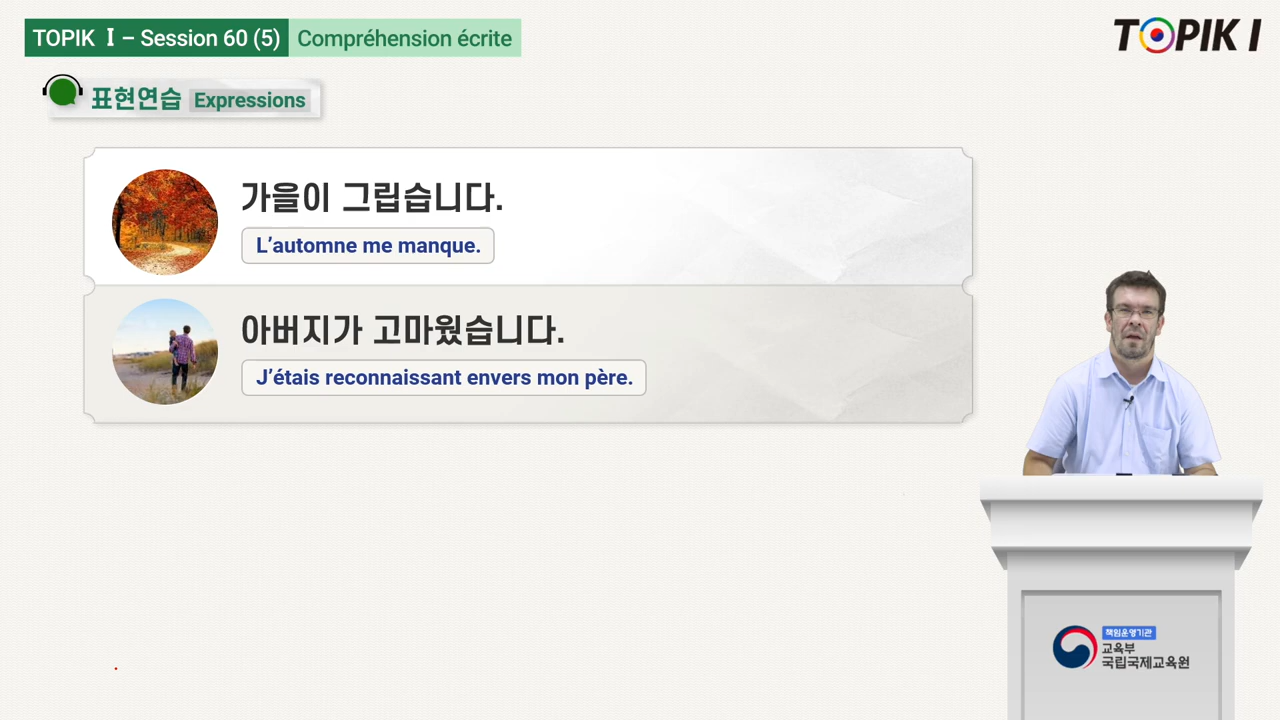 TOPIK Ⅰ – Session 60 (5) Compréhension écrite
TOPIK I
표현연습 Expressions
가을이 그립습니다.
L’automne me manque.
아버지가 고마웠습니다.
J’étais reconnaissant envers mon père.
책임운영기관
교육부
국립국제교육원